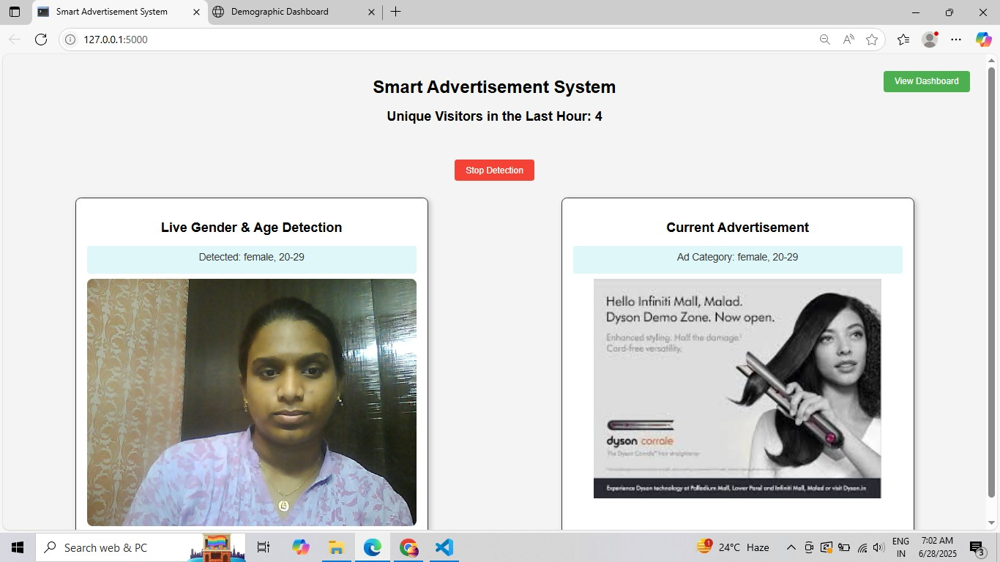 Smart Advertisement System
Demographic Dashboard
127.0.0.1:5000
Smart Advertisement System
View Dashboard
Unique Visitors in the Last Hour: 4
Stop Detection
Live Gender & Age Detection
Detected: female, 20-29
Current Advertisement
Ad Category: female, 20-29
Hello Infiniti Mall, Malad.
Dyson Demo Zone. Now open.
Enhanced styling. Half the damage.¹
Cord-free versatility.
dyson corrale
The Dyson Corrale™ hair straightener
Experience Dyson technology at Palladium Mall, Lower Parel and Infiniti Mall, Malad or visit Dyson.in
Search web & PC
1
24°C Haze
ENG
IN
7:02 AM
6/28/2025
3